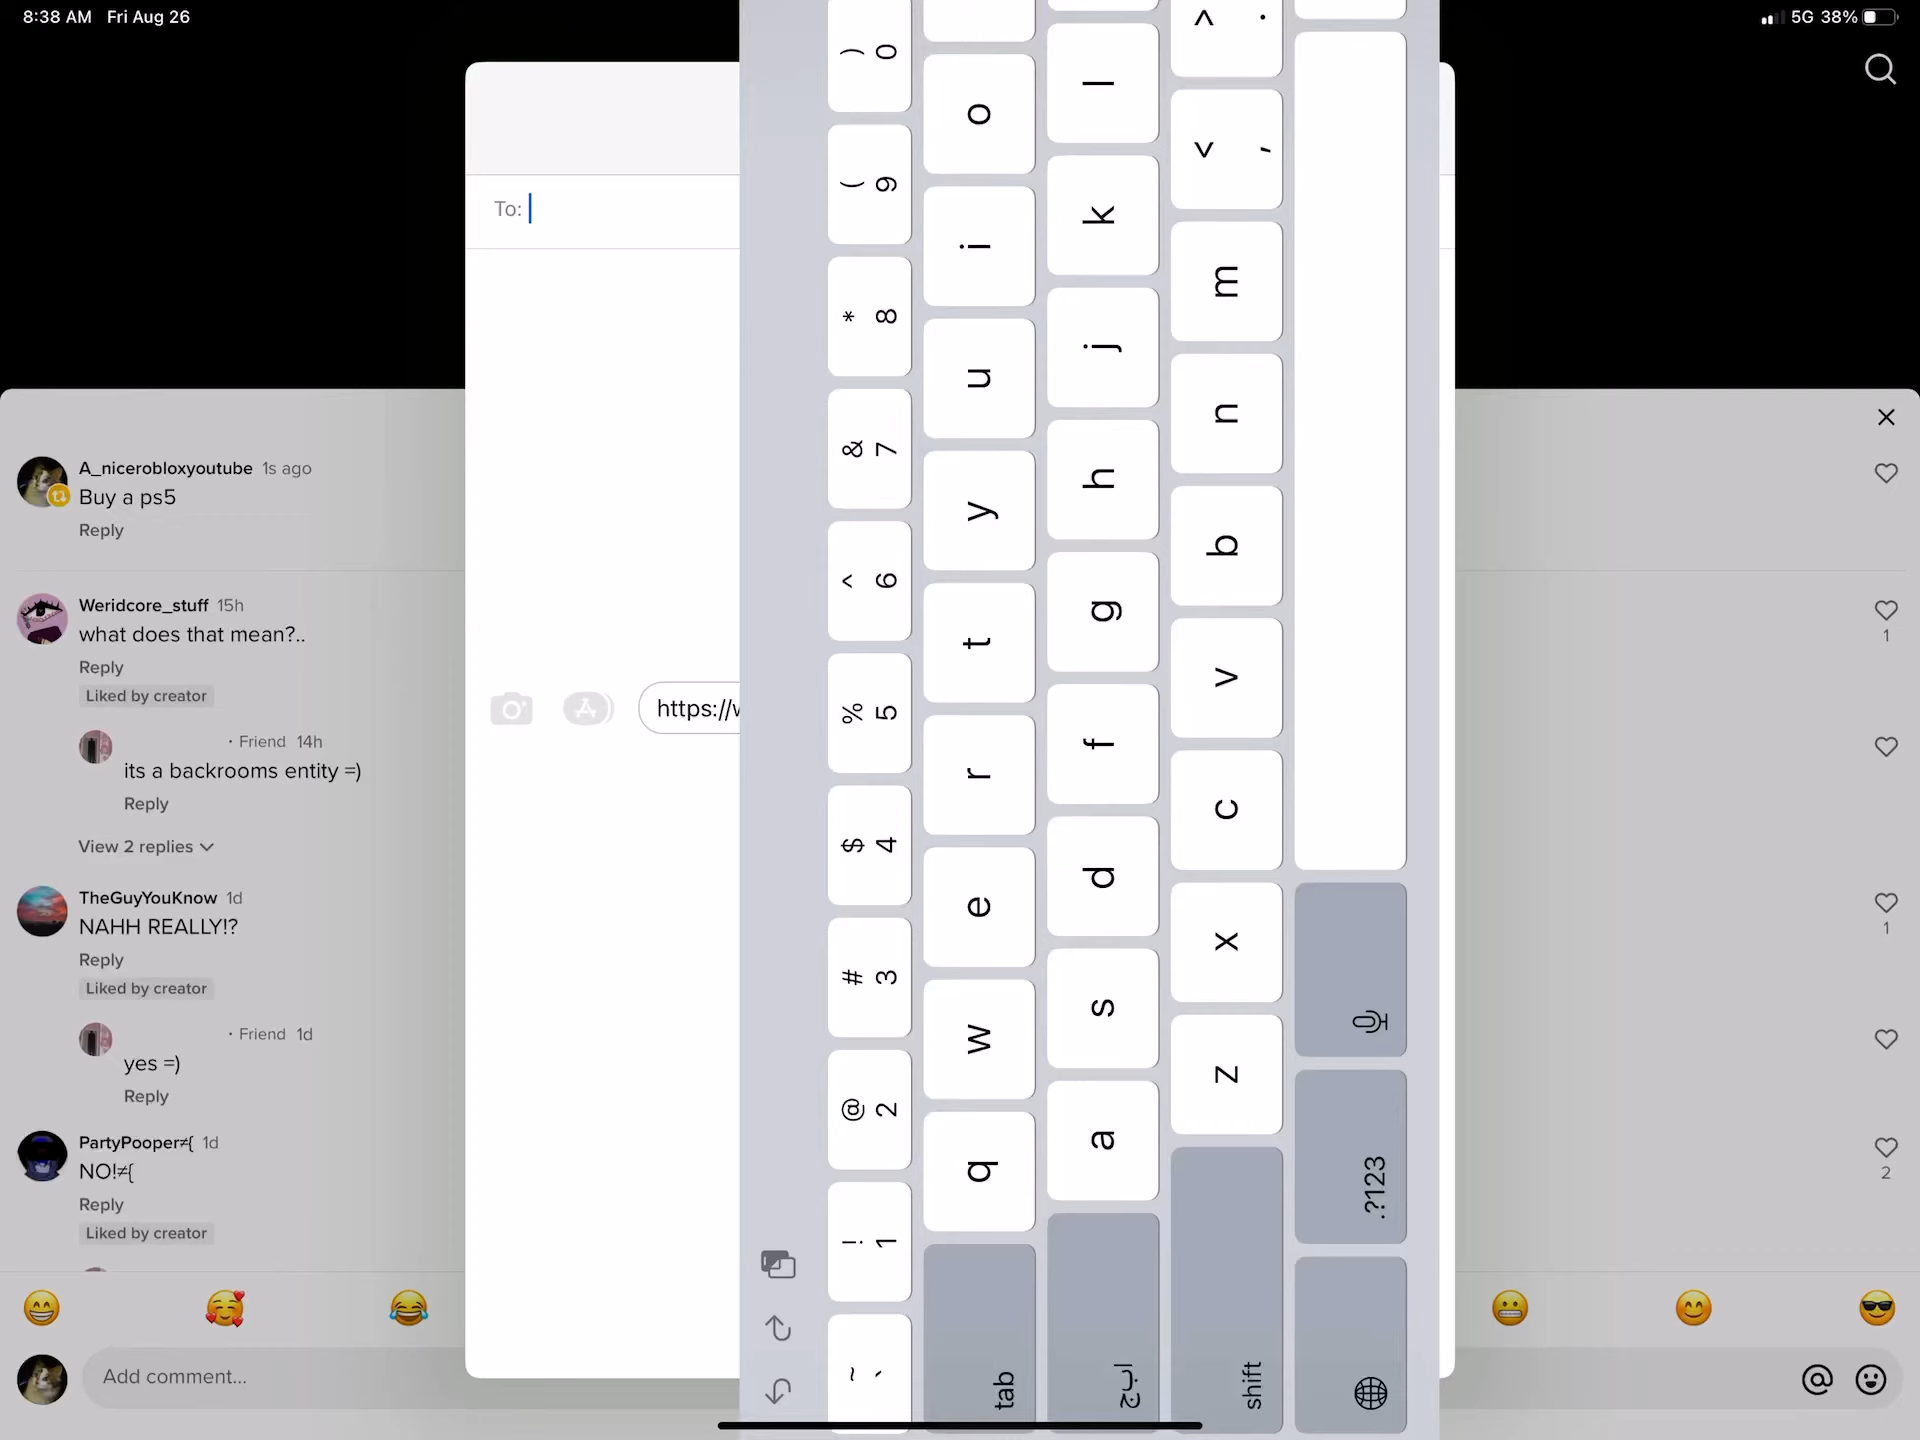 8:38 AM Fri Aug 26
5G 38%
To:
A_nicerobloxyoutube 1s ago
Buy a ps5
Reply
Weridcore_stuff 15h
what does that mean?..
Reply
1
Liked by creator
· Friend 14h
its a backrooms entity =)
Reply
View 2 replies
TheGuyYouKnow 1d
NAHH REALLY!?
Reply
1
Liked by creator
· Friend 1d
yes =)
Reply
PartyPooper≠{ 1d
NO!≠{
Reply
2
Liked by creator
Add comment...
https://w
~ ` ! 1 @ 2 # 3 $ 4 % 5 ^ 6 & 7 * 8 ( 9 ) 0
tab q w e r t y u i o
ا ب ج a s d f g h j k l
shift z x c v b n m < , > .
.?123